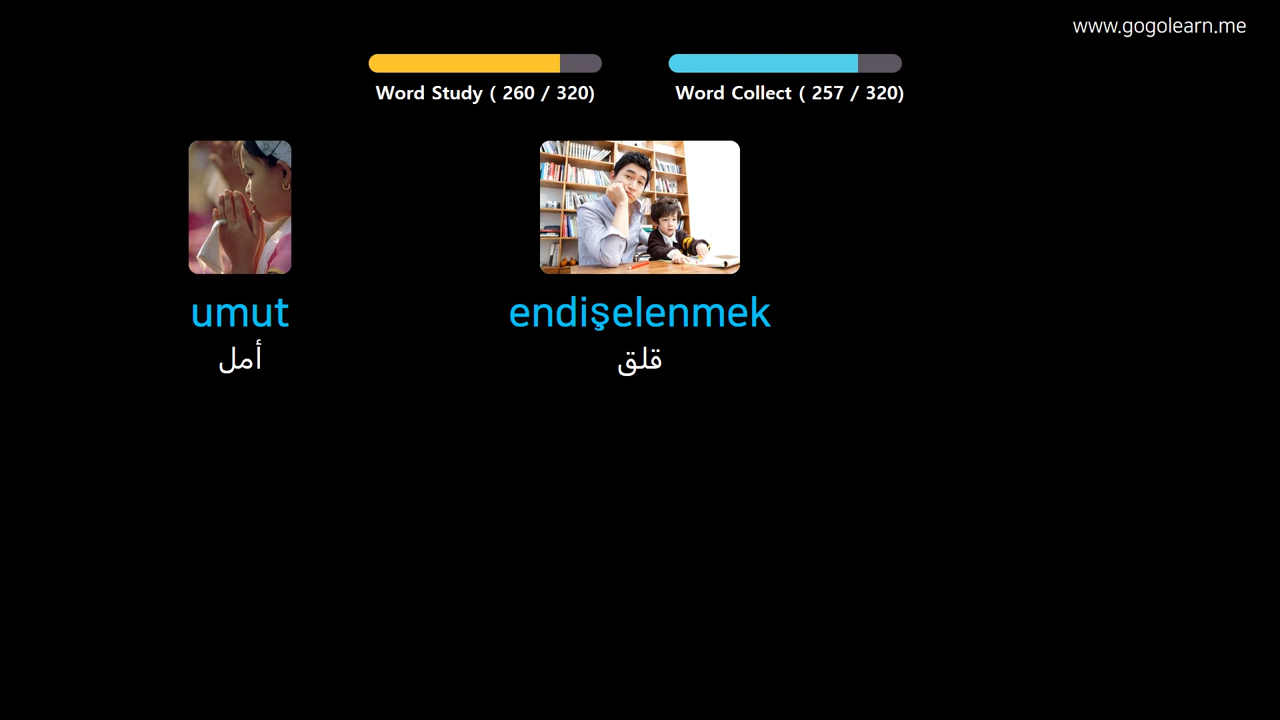 www.gogolearn.me
Word Study ( 260 / 320)
Word Collect ( 257 / 320)
umut
أمل
endişelenmek
قلق